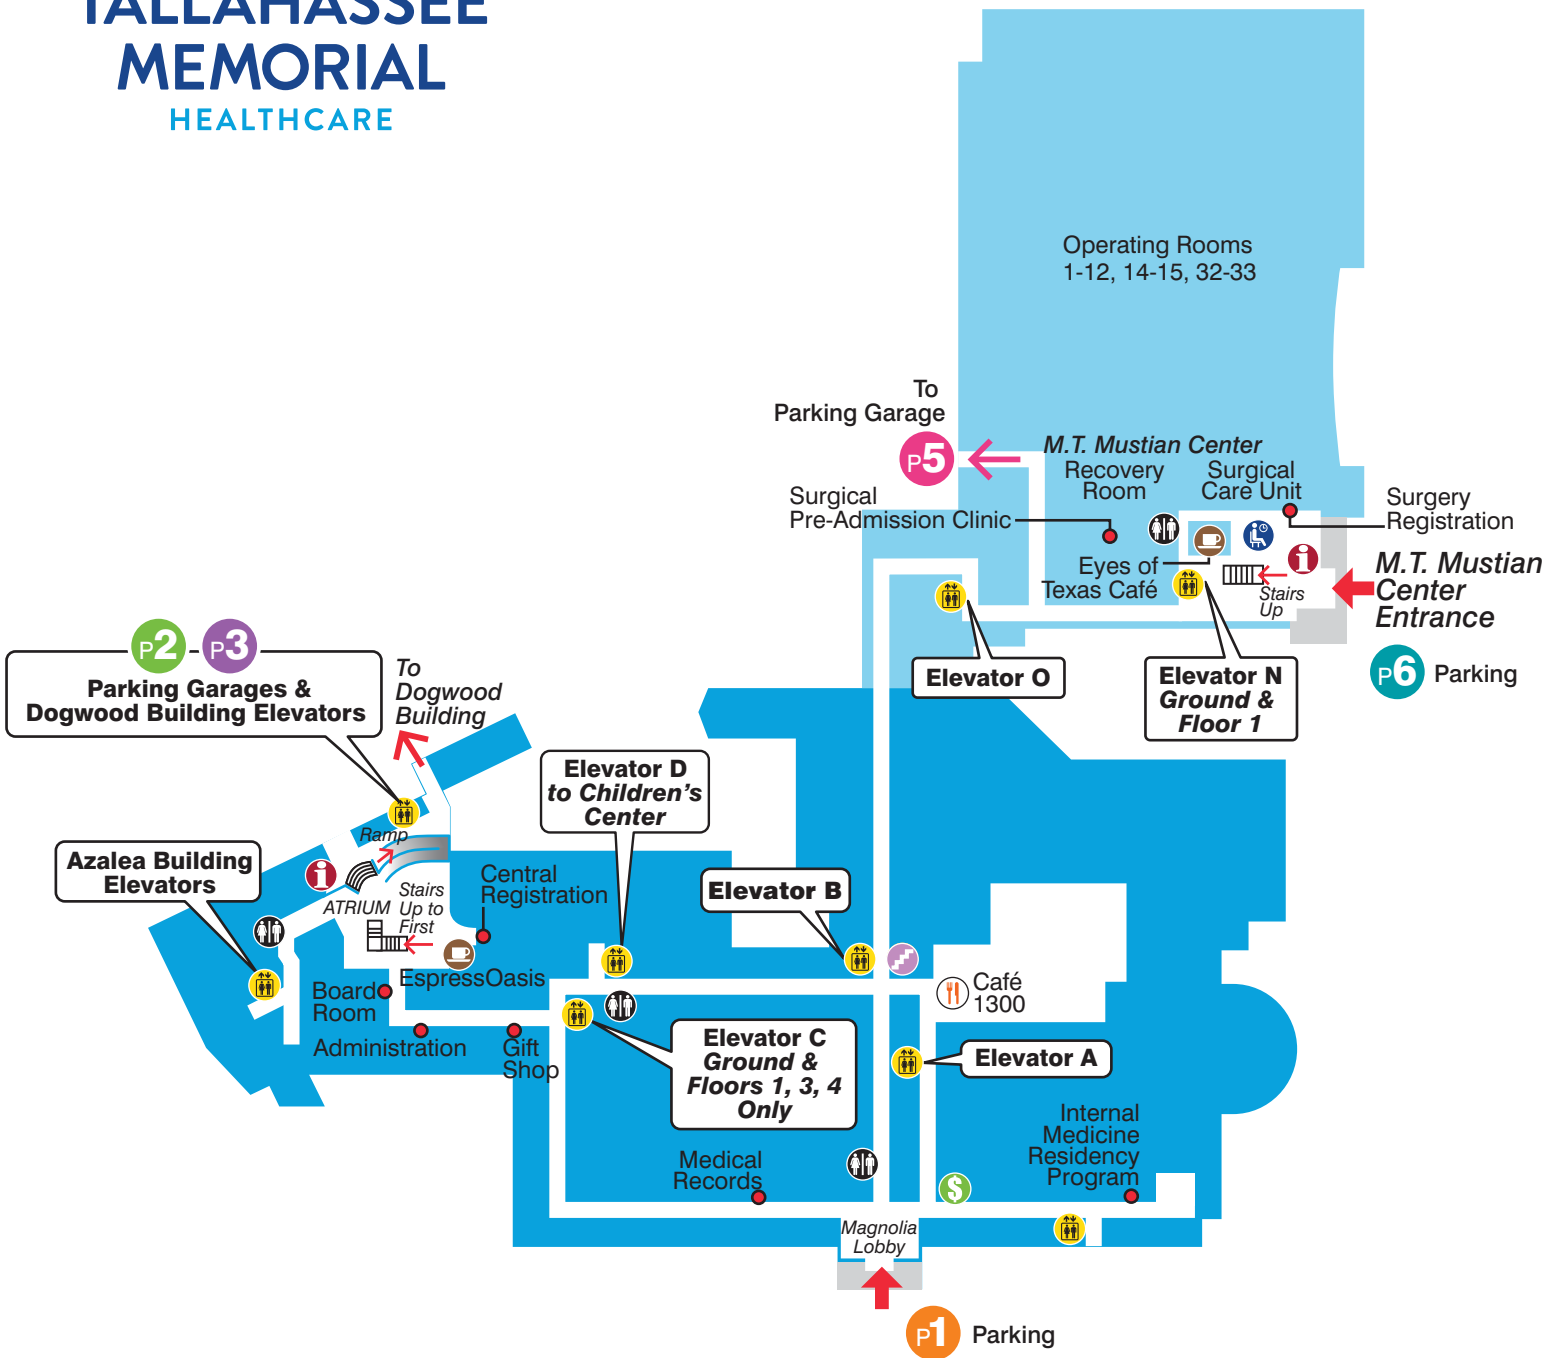 TALLAHASSEE
MEMORIAL
HEALTHCARE
Operating Rooms
1-12, 14-15, 32-33
To
Parking Garage
P5
M.T. Mustian Center
Recovery
Room
Surgical
Care Unit
Surgical
Pre-Admission Clinic
Surgery
Registration
Eyes of
Texas Café
i
Stairs
Up
M.T. Mustian
Center
Entrance
P6 Parking
Elevator O
Elevator N
Ground &
Floor 1
P2 P3
Parking Garages &
Dogwood Building Elevators
To
Dogwood
Building
Elevator D
to Children's
Center
Ramp
Azalea Building
Elevators
i
ATRIUM
Stairs
Up to
First
Central
Registration
Elevator B
EspressOasis
Board
Room
Administration
Gift
Shop
Café
1300
Elevator C
Ground &
Floors 1, 3, 4
Only
Elevator A
Medical
Records
Internal
Medicine
Residency
Program
$
Magnolia
Lobby
P1 Parking